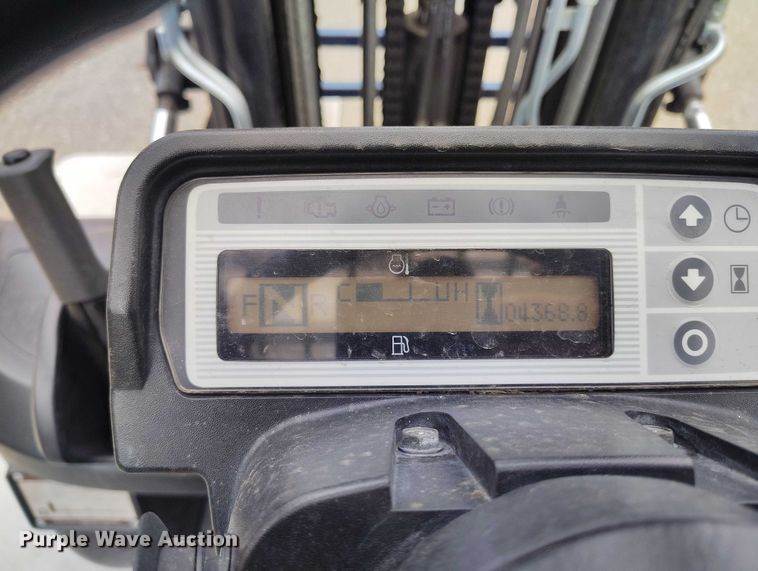 F N R C H 04368.8
Purple Wave Auction